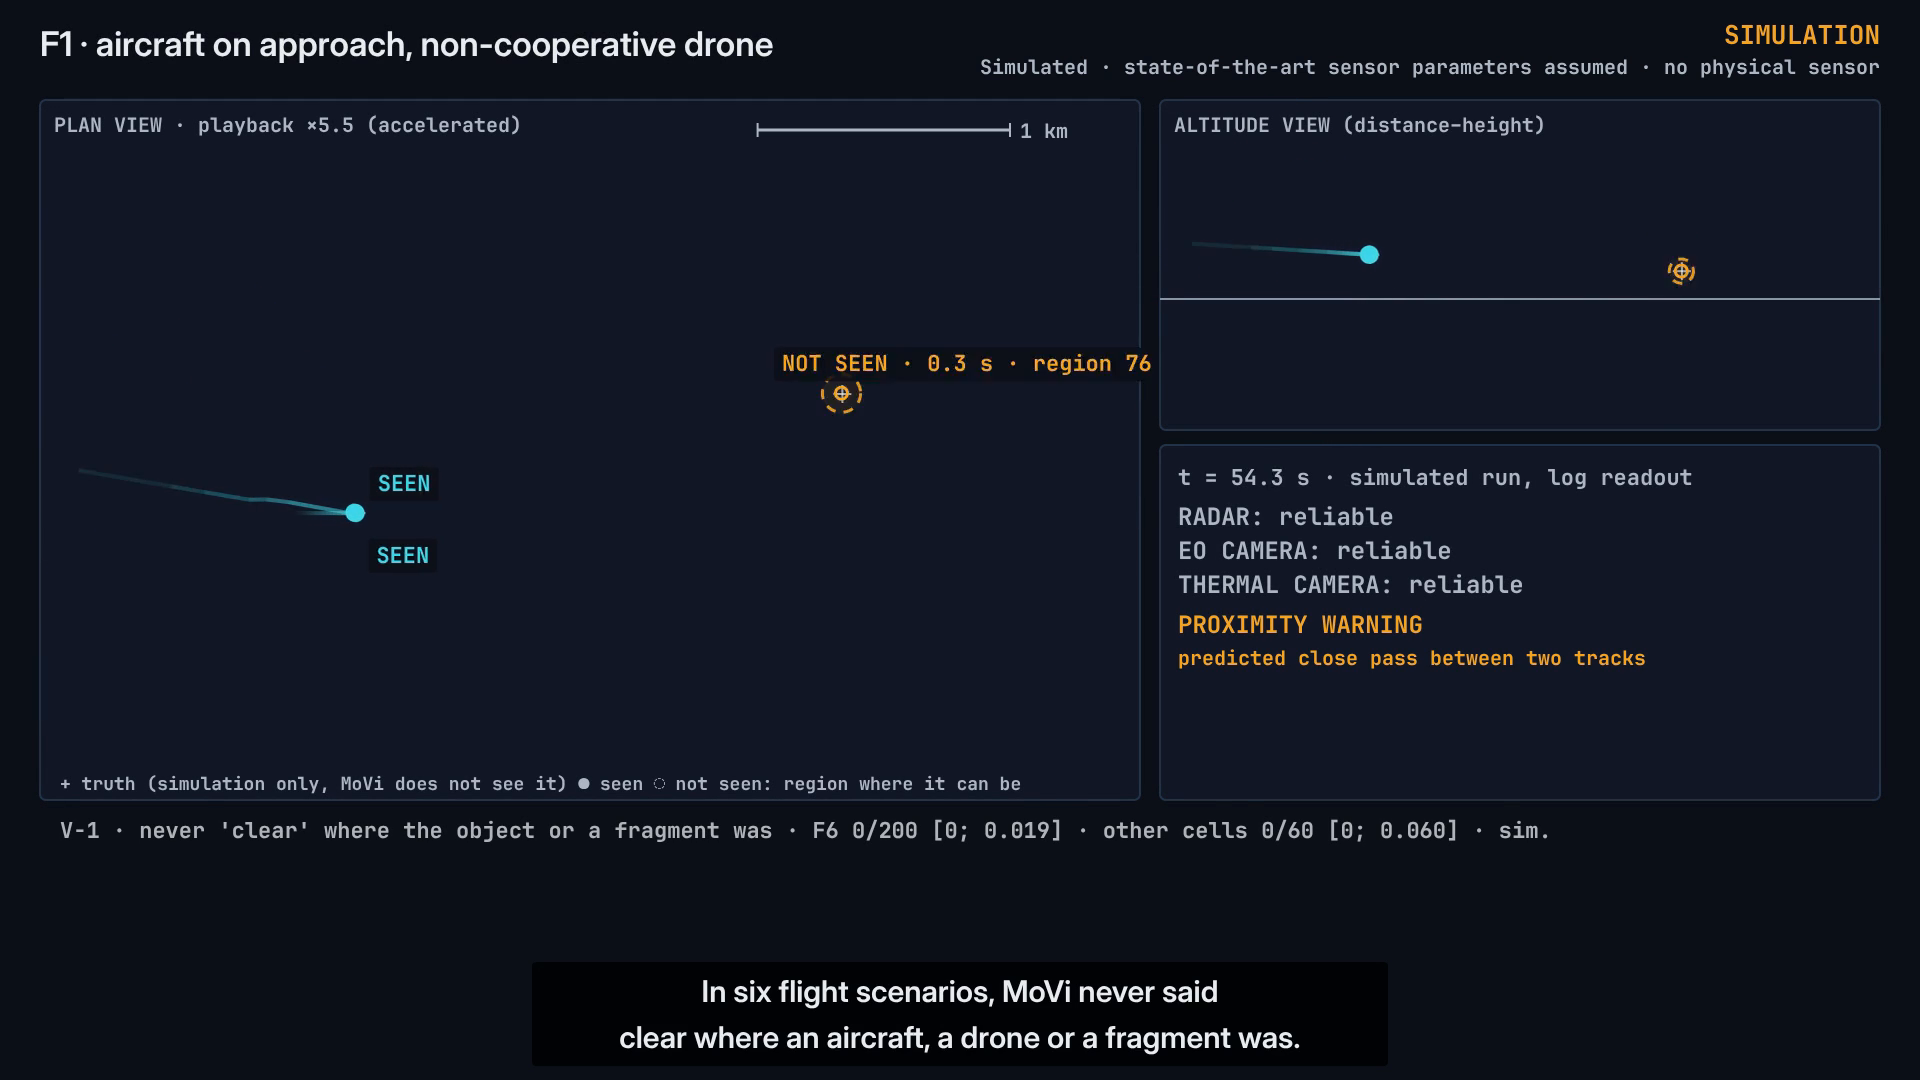 F1 · aircraft on approach, non-cooperative drone
SIMULATION
Simulated · state-of-the-art sensor parameters assumed · no physical sensor
PLAN VIEW · playback ×5.5 (accelerated)
1 km
NOT SEEN · 0.3 s · region 76
SEEN
SEEN
+ truth (simulation only, MoVi does not see it) ● seen ◌ not seen: region where it can be
ALTITUDE VIEW (distance–height)
t = 54.3 s · simulated run, log readout
RADAR: reliable
EO CAMERA: reliable
THERMAL CAMERA: reliable
PROXIMITY WARNING
predicted close pass between two tracks
V-1 · never 'clear' where the object or a fragment was · F6 0/200 [0; 0.019] · other cells 0/60 [0; 0.060] · sim.
In six flight scenarios, MoVi never said
clear where an aircraft, a drone or a fragment was.